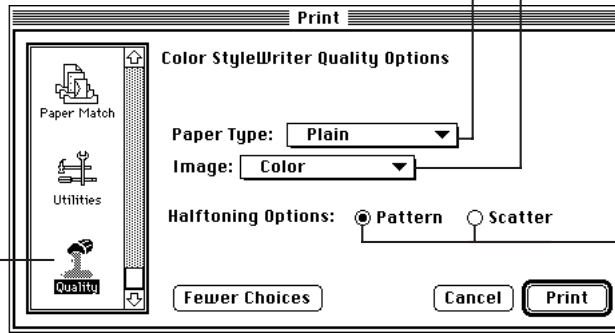 Print
Color StyleWriter Quality Options
Paper Match
Paper Type: Plain
Image: Color
Utilities
Halftoning Options: Pattern Scatter
Quality
Fewer Choices Cancel Print